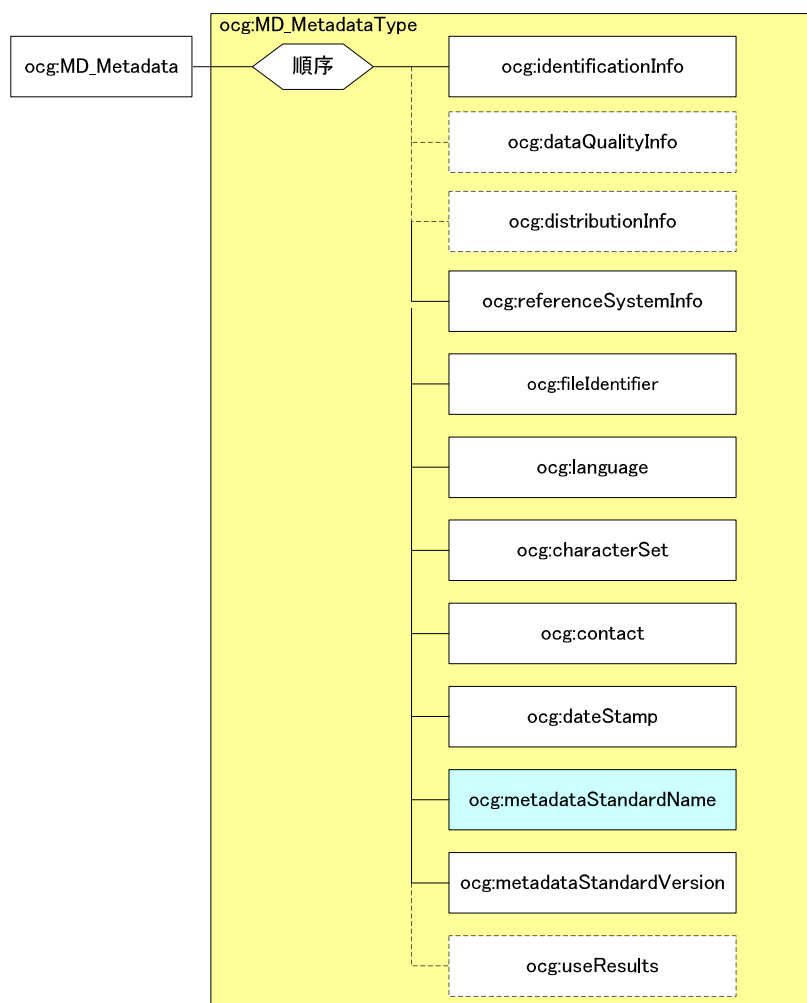 ocg:MD_MetadataType
ocg:MD_Metadata
順序
ocg:identificationInfo
ocg:dataQualityInfo
ocg:distributionInfo
ocg:referenceSystemInfo
ocg:fileIdentifier
ocg:language
ocg:characterSet
ocg:contact
ocg:dateStamp
ocg:metadataStandardName
ocg:metadataStandardVersion
ocg:useResults